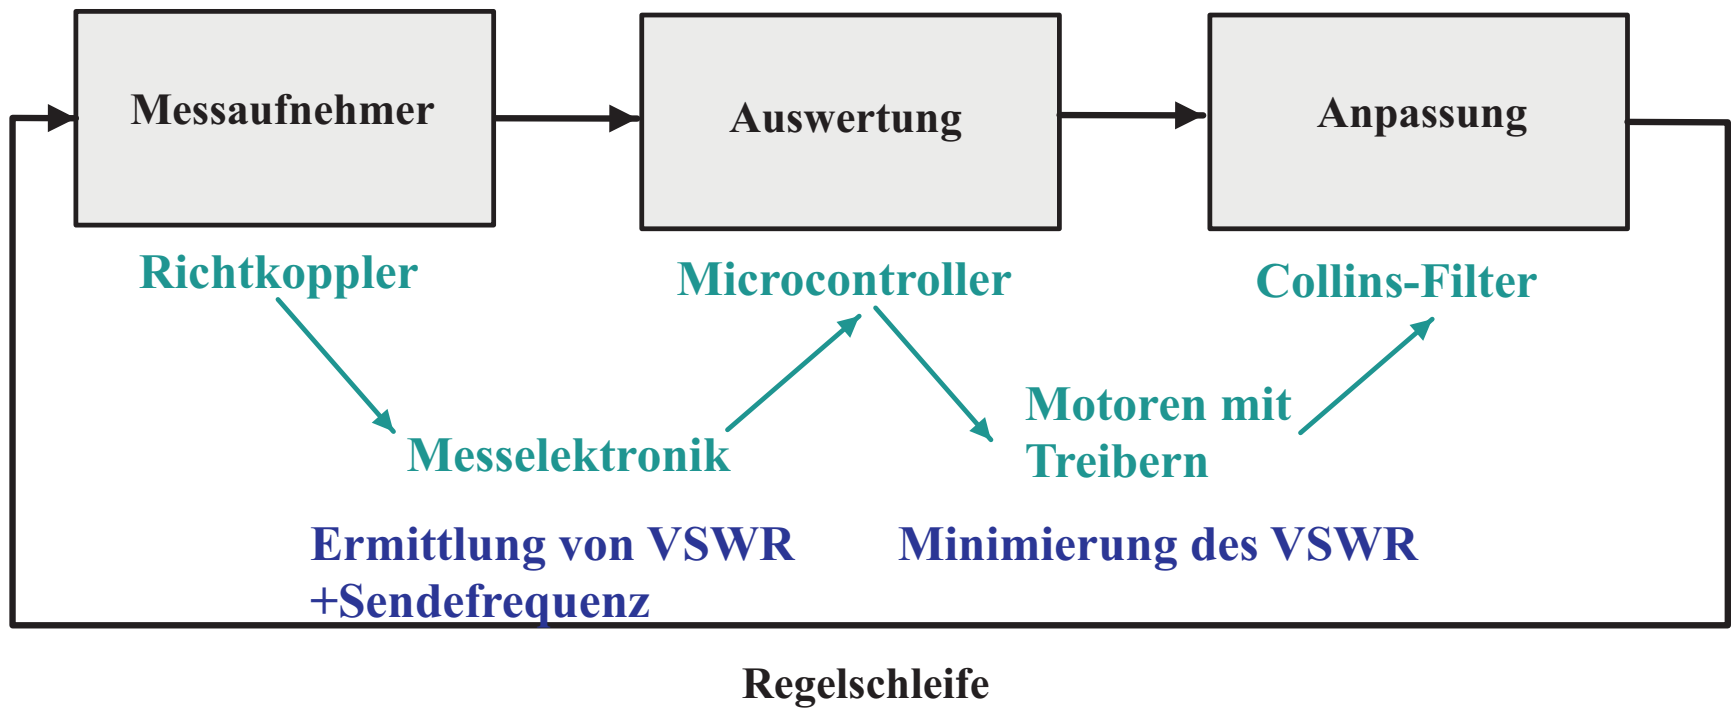 Messaufnehmer
Auswertung
Anpassung
Richtkoppler
Microcontroller
Collins-Filter
Messelektronik
Motoren mit
Treibern
Ermittlung von VSWR
+Sendefrequenz
Minimierung des VSWR
Regelschleife